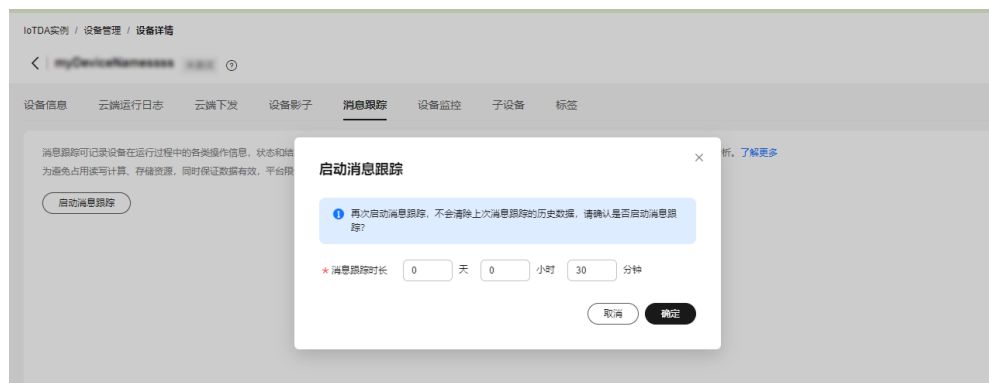 IoTDA实例 / 设备管理 / 设备详情
设备信息 云端运行日志 云端下发 设备影子 消息跟踪 设备监控 子设备 标签
消息跟踪可记录设备在运行过程中的各类操作信息，状态和结
析。了解更多
为避免占用读写计算、存储资源，同时保证数据有效，平台限
启动消息跟踪
启动消息跟踪
再次启动消息跟踪，不会清除上次消息跟踪的历史数据，请确认是否启动消息跟
踪?
* 消息跟踪时长 0 天 0 小时 30 分钟
取消 确定